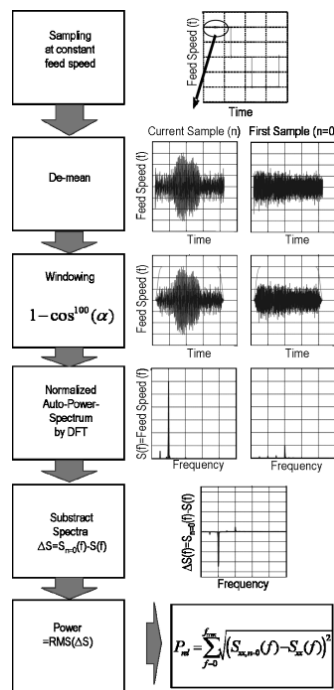 Sampling
at constant
feed speed
Time
Current Sample (n)
First Sample (n=0)
De-mean
Feed Speed (f)
Feed Speed (f)
Time
Time
Windowing
1-cos¹⁰⁰(α)
Feed Speed (f)
Time
Time
Normalized
Auto-Power-
Spectrum
by DFT
S(f)=Feed Speed (f)
Frequency
Frequency
Substract
Spectra
ΔS=Sn=0(f)-S(f)
ΔS(f)=Sn=0(f)-S(f)
Frequency
Power
=RMS(ΔS)